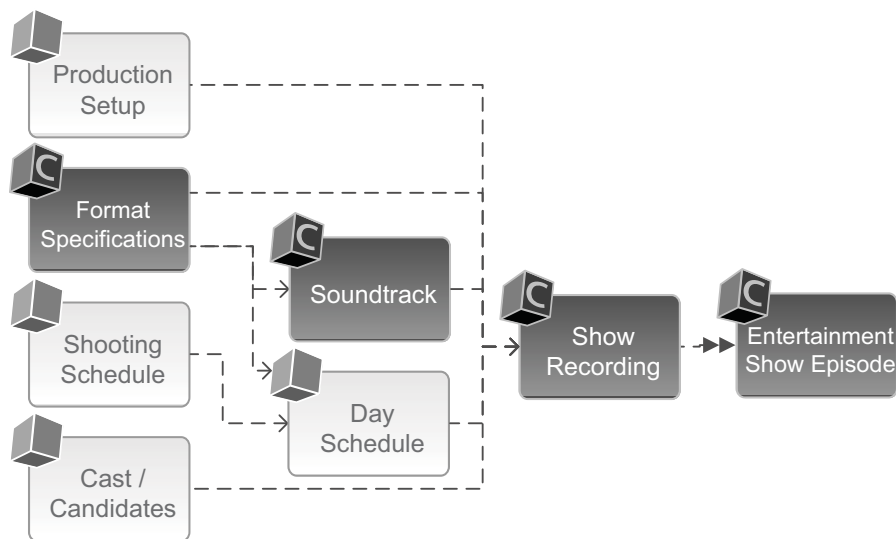 Production
Setup
C
Format
Specifications
C
Soundtrack
Shooting
Schedule
Day
Schedule
Cast /
Candidates
C
Show
Recording
C
Entertainment
Show Episode